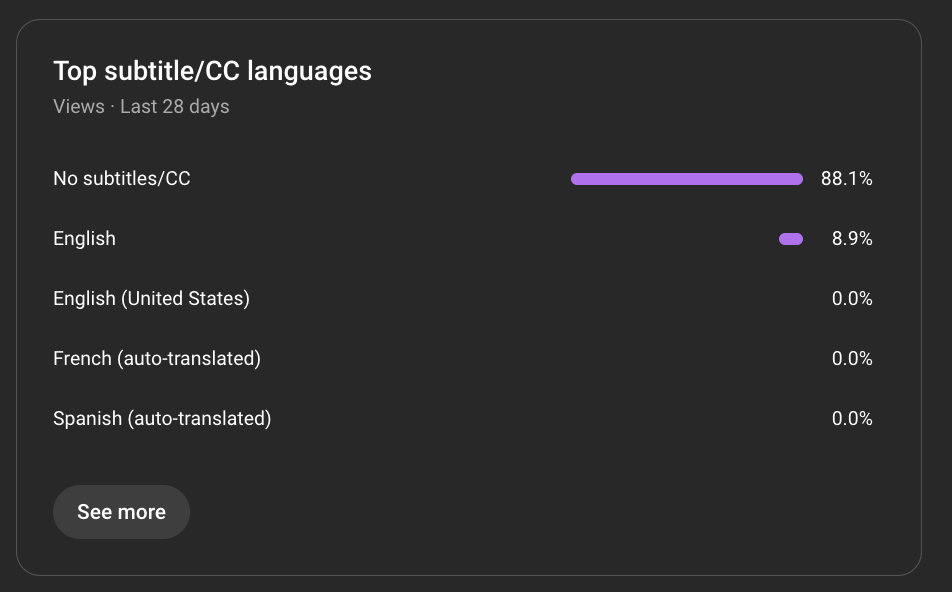 Top subtitle/CC languages
Views · Last 28 days
No subtitles/CC 88.1%
English 8.9%
English (United States) 0.0%
French (auto-translated) 0.0%
Spanish (auto-translated) 0.0%
See more